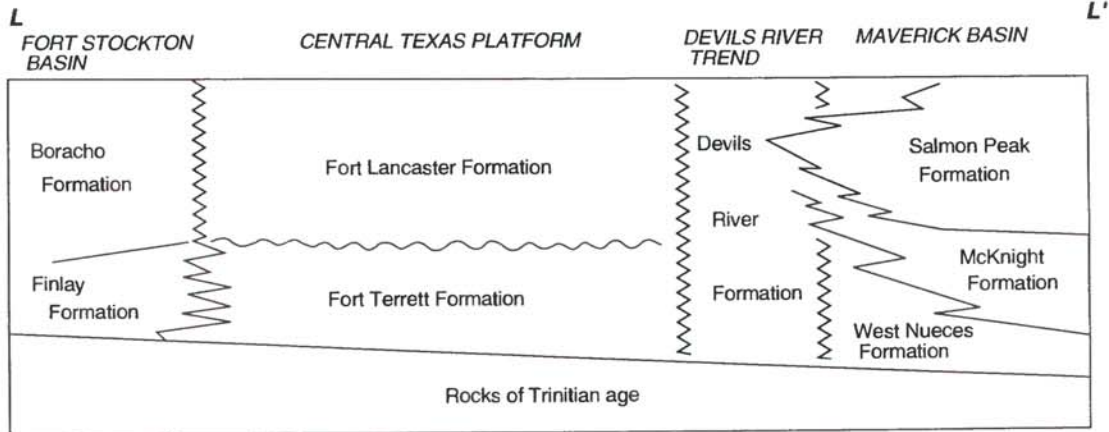 L
L'
FORT STOCKTON
BASIN
CENTRAL TEXAS PLATFORM
DEVILS RIVER
TREND
MAVERICK BASIN
Boracho
Formation
Fort Lancaster Formation
Devils
River
Formation
Salmon Peak
Formation
Finlay
Formation
Fort Terrett Formation
McKnight
Formation
West Nueces
Formation
Rocks of Trinitian age